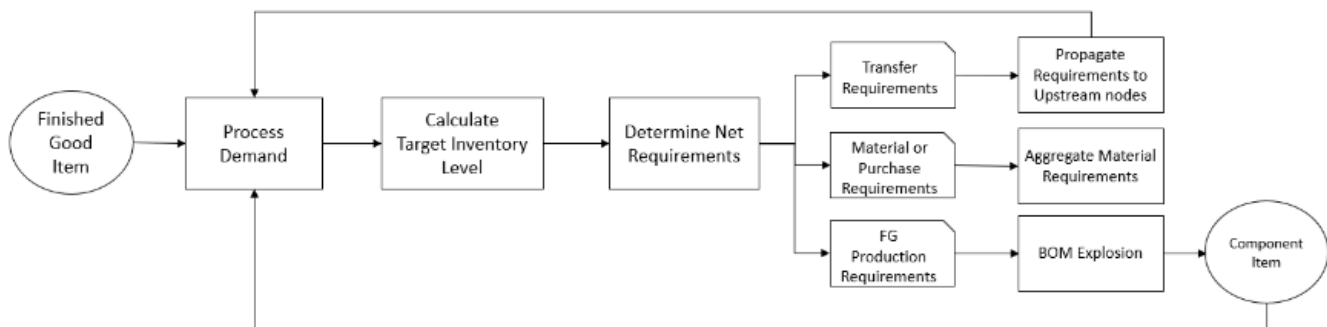 Finished
Good
Item
Process
Demand
Calculate
Target Inventory
Level
Determine Net
Requirements
Transfer
Requirements
Propagate
Requirements to
Upstream nodes
Material or
Purchase
Requirements
Aggregate Material
Requirements
FG
Production
Requirements
BOM Explosion
Component
Item